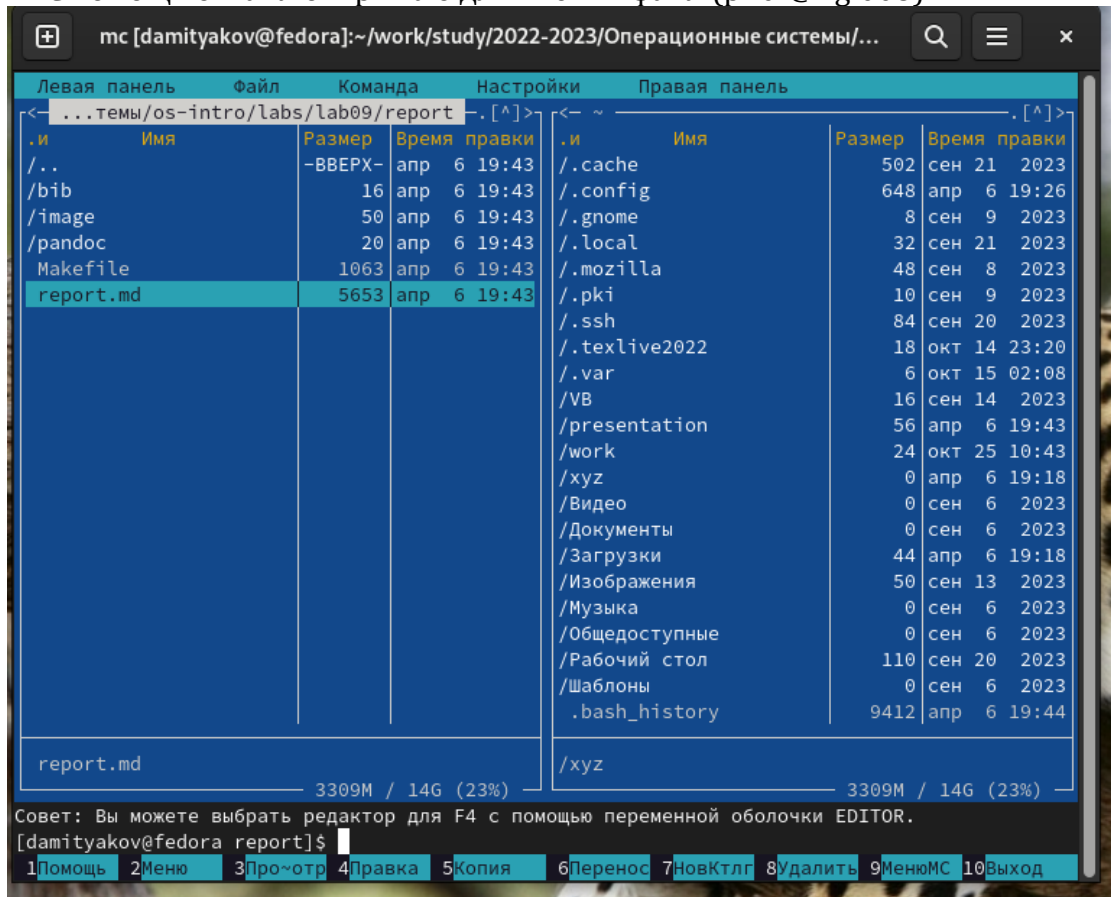 mc [damityakov@fedora]:~/work/study/2022-2023/Операционные системы/...
Левая панель Файл Команда Настройки Правая панель
<— ...темы/os-intro/labs/lab09/report —.[^]>
.и Имя Размер Время правки
/.. -ВВЕРХ- апр 6 19:43
/bib 16 апр 6 19:43
/image 50 апр 6 19:43
/pandoc 20 апр 6 19:43
Makefile 1063 апр 6 19:43
report.md 5653 апр 6 19:43
report.md
3309M / 14G (23%)
<— ~ .[^]>
.и Имя Размер Время правки
/.cache 502 сен 21 2023
/.config 648 апр 6 19:26
/.gnome 8 сен 9 2023
/.local 32 сен 21 2023
/.mozilla 48 сен 8 2023
/.pki 10 сен 9 2023
/.ssh 84 сен 20 2023
/.texlive2022 18 окт 14 23:20
/.var 6 окт 15 02:08
/VB 16 сен 14 2023
/presentation 56 апр 6 19:43
/work 24 окт 25 10:43
/xyz 0 апр 6 19:18
/Видео 0 сен 6 2023
/Документы 0 сен 6 2023
/Загрузки 44 апр 6 19:18
/Изображения 50 сен 13 2023
/Музыка 0 сен 6 2023
/Общедоступные 0 сен 6 2023
/Рабочий стол 110 сен 20 2023
/Шаблоны 0 сен 6 2023
.bash_history 9412 апр 6 19:44
/xyz
3309M / 14G (23%)
Совет: Вы можете выбрать редактор для F4 с помощью переменной оболочки EDITOR.
[damityakov@fedora report]$
1Помощь 2Меню 3Про~отр 4Правка 5Копия 6Перенос 7НовКтлг 8Удалить 9МенюМС 10Выход